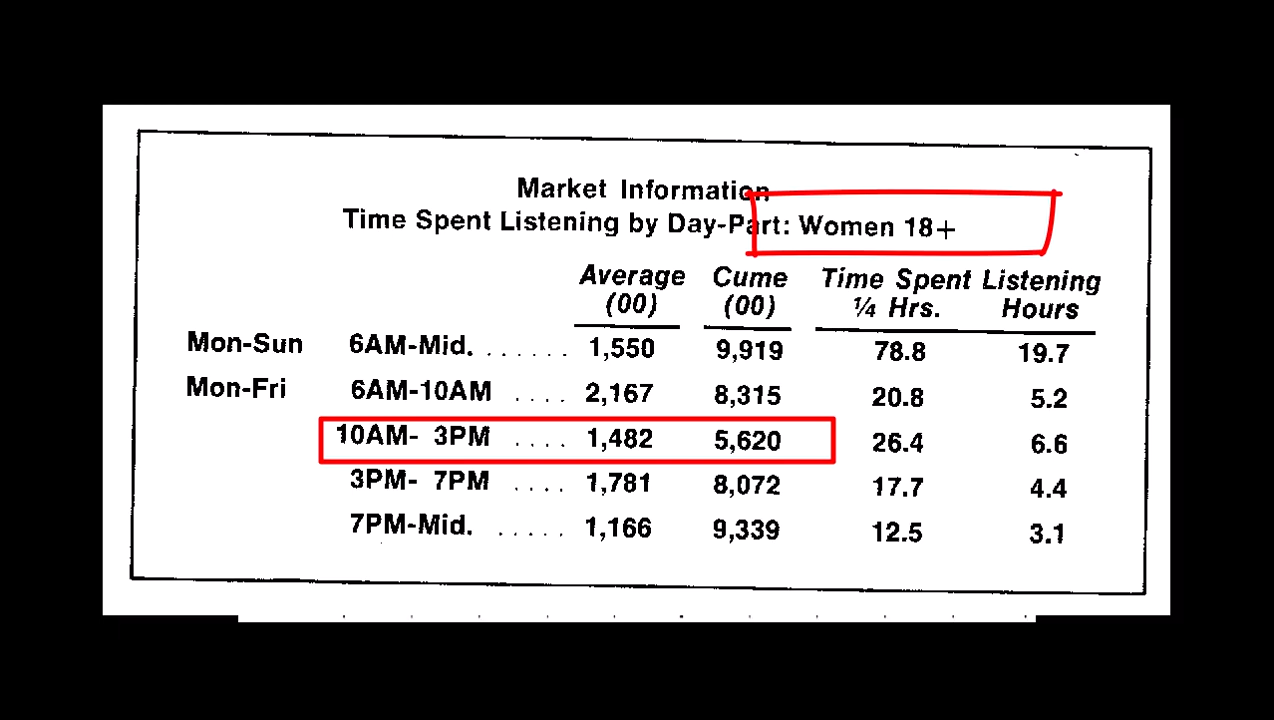 Market Information
Time Spent Listening by Day-Part: Women 18+
Average Cume Time Spent Listening
(00) (00) ¼ Hrs. Hours
Mon-Sun 6AM-Mid. . . . . . . 1,550 9,919 78.8 19.7
Mon-Fri 6AM-10AM . . . . 2,167 8,315 20.8 5.2
10AM- 3PM . . . . 1,482 5,620 26.4 6.6
3PM- 7PM . . . . 1,781 8,072 17.7 4.4
7PM-Mid. . . . . . 1,166 9,339 12.5 3.1